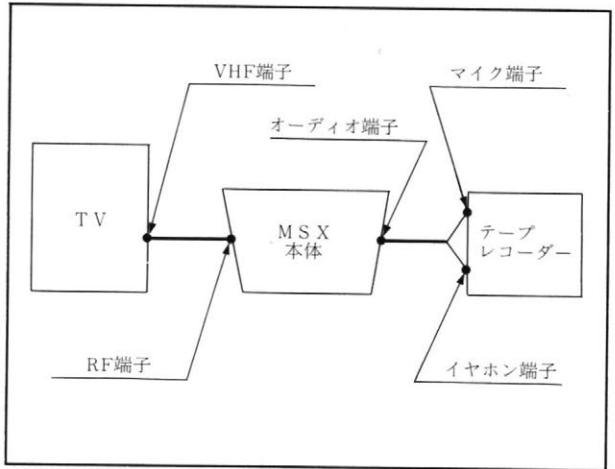 VHF端子
マイク端子
オーディオ端子
TV
MSX
本体
テープ
レコーダー
RF端子
イヤホン端子